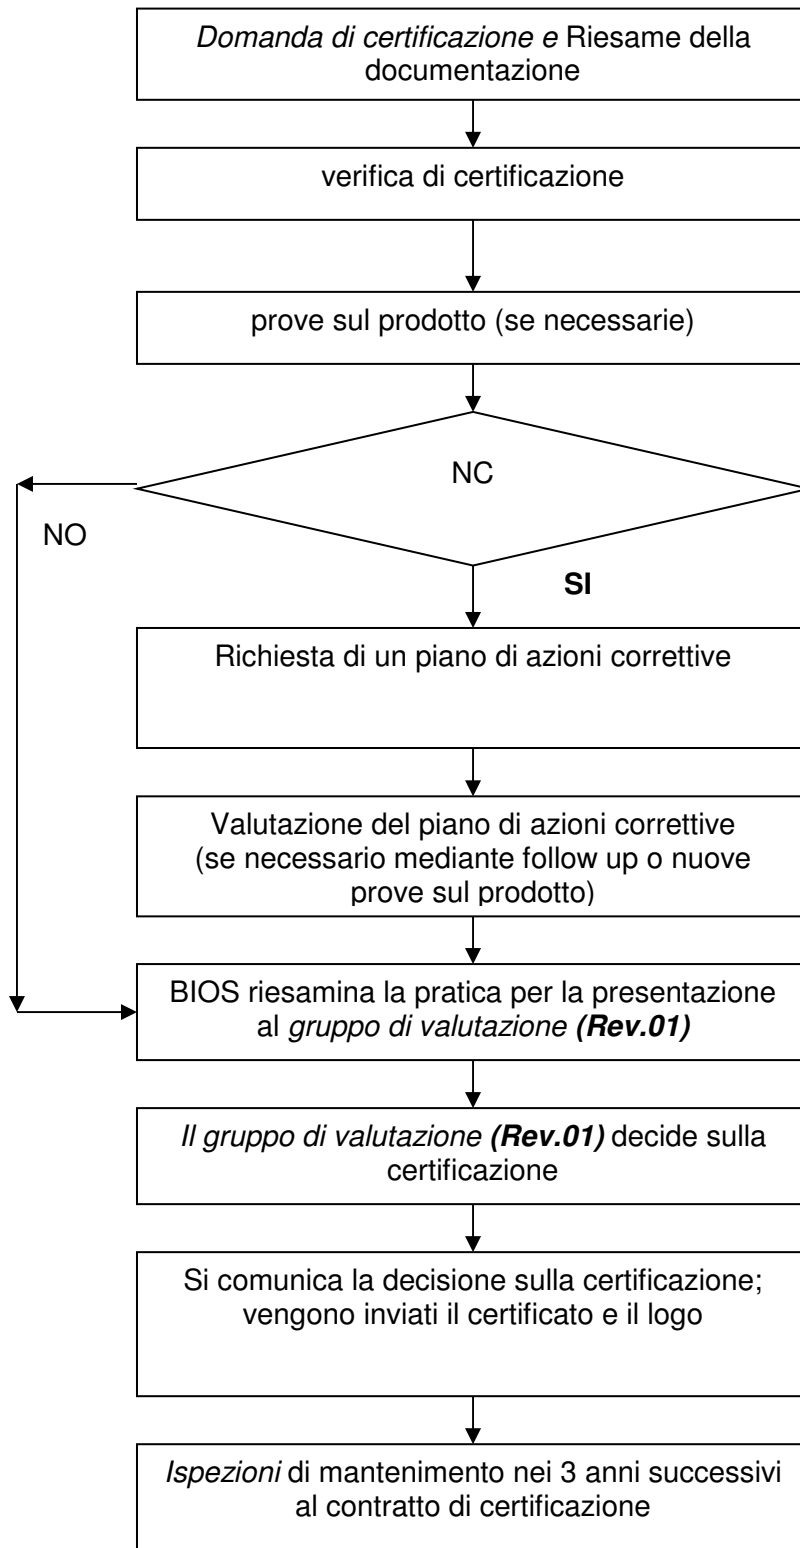 Domanda di certificazione e Riesame della
documentazione
verifica di certificazione
prove sul prodotto (se necessarie)
NC
NO
SI
Richiesta di un piano di azioni correttive
Valutazione del piano di azioni correttive
(se necessario mediante follow up o nuove
prove sul prodotto)
BIOS riesamina la pratica per la presentazione
al gruppo di valutazione (Rev.01)
Il gruppo di valutazione (Rev.01) decide sulla
certificazione
Si comunica la decisione sulla certificazione;
vengono inviati il certificato e il logo
Ispezioni di mantenimento nei 3 anni successivi
al contratto di certificazione